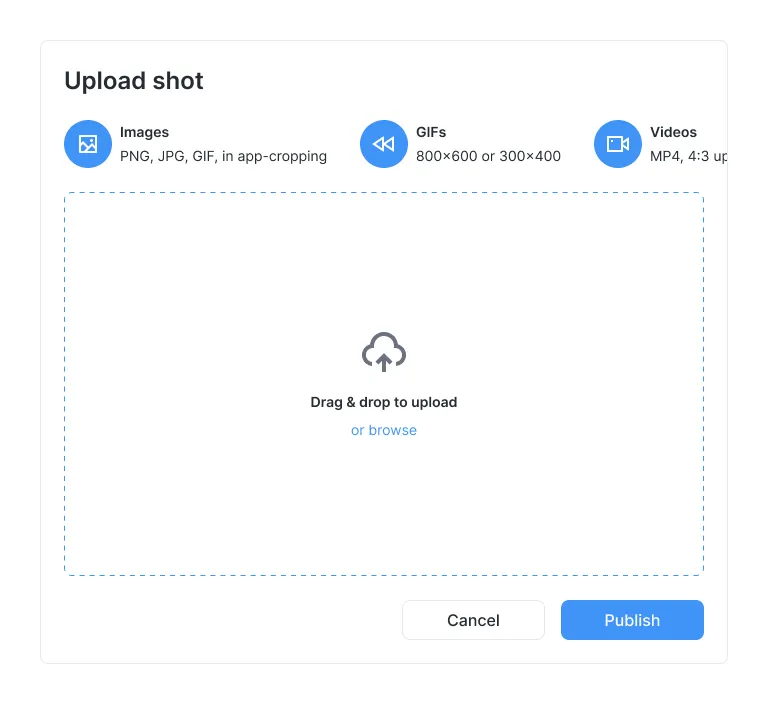 Upload shot
Images
PNG, JPG, GIF, in app-cropping
GIFs
800×600 or 300×400
Videos
MP4, 4:3 up
Drag & drop to upload
or browse
Cancel
Publish